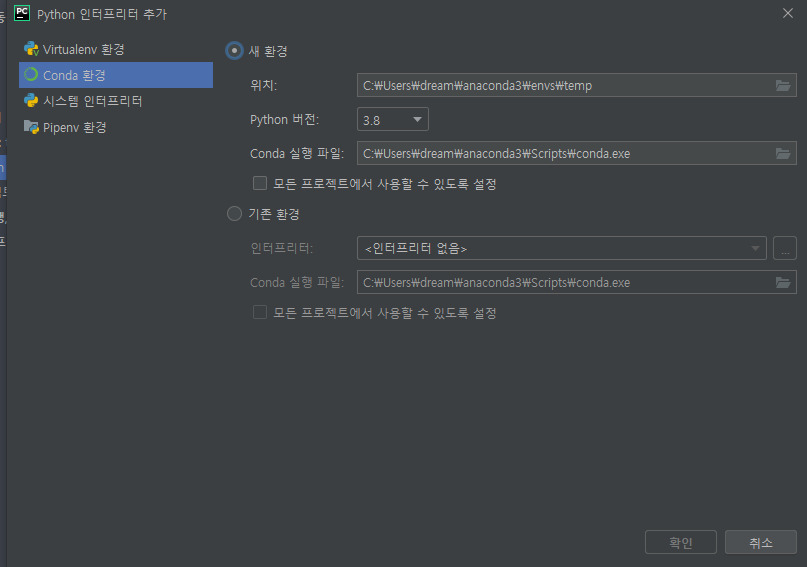 PC Python 인터프리터 추가
Virtualenv 환경
Conda 환경
시스템 인터프리터
Pipenv 환경
새 환경
위치: C:₩Users₩dream₩anaconda3₩envs₩temp
Python 버전: 3.8
Conda 실행 파일: C:₩Users₩dream₩anaconda3₩Scripts₩conda.exe
모든 프로젝트에서 사용할 수 있도록 설정
기존 환경
인터프리터: <인터프리터 없음> ...
Conda 실행 파일: C:₩Users₩dream₩anaconda3₩Scripts₩conda.exe
모든 프로젝트에서 사용할 수 있도록 설정
확인 취소